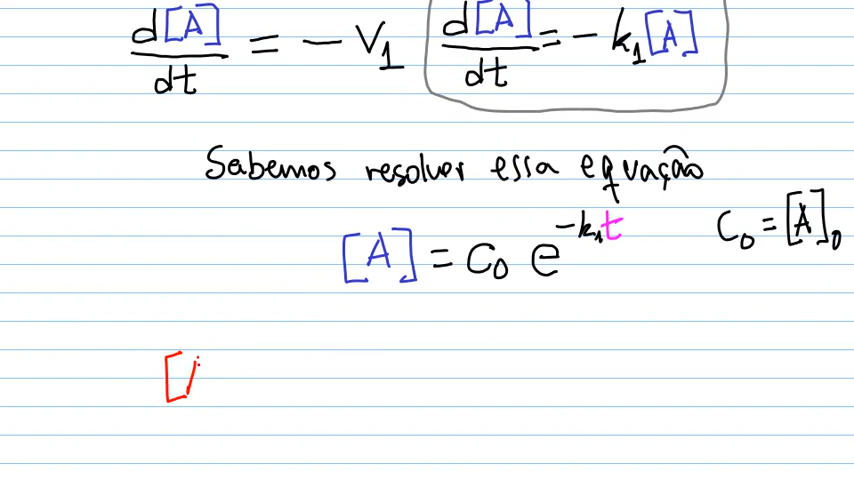 d[A]/dt = - V₁   d[A]/dt = - k₁[A]
Sabemos resolver essa equação
[A] = C₀ e^(-k₁t)   C₀ = [A]₀
[